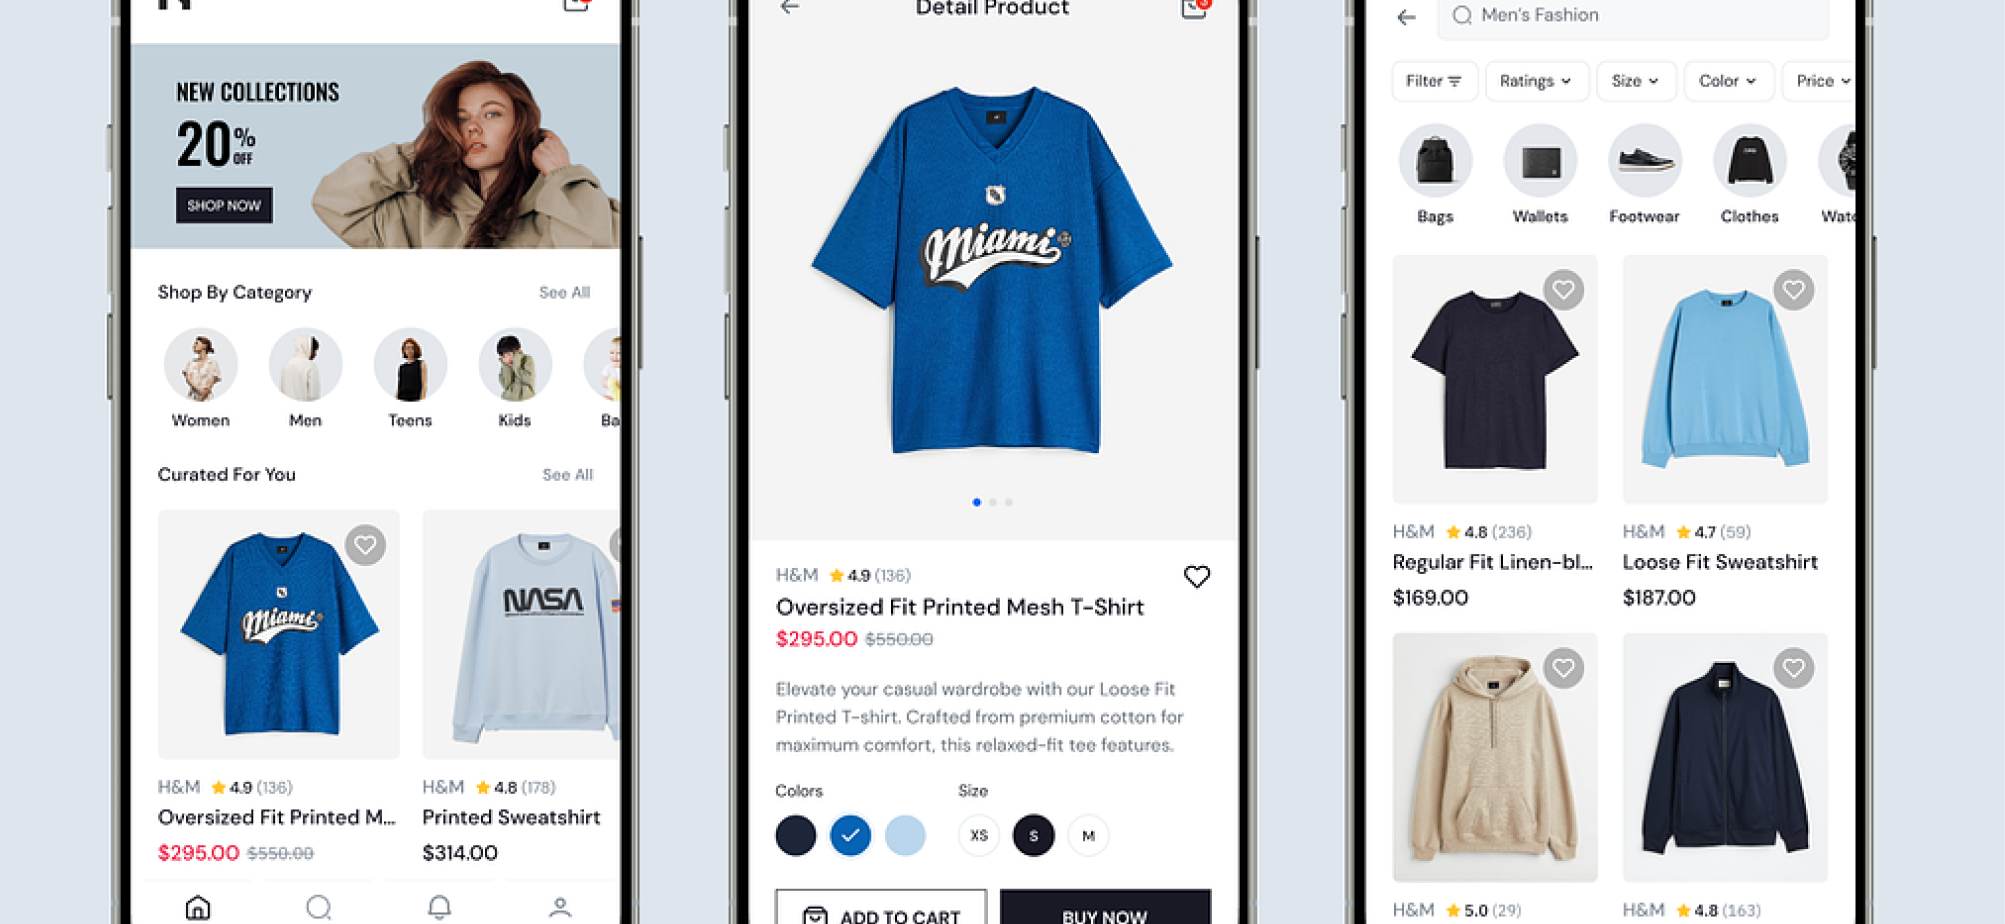 NEW COLLECTIONS
20% OFF
SHOP NOW
Shop By Category
See All
Women
Men
Teens
Kids
Ba
Curated For You
See All
Miami
NASA
H&M 4.9 (136)
Oversized Fit Printed M...
$295.00 $550.00
H&M 4.8 (178)
Printed Sweatshirt
$314.00
Detail Product
3
Miami
H&M 4.9 (136)
Oversized Fit Printed Mesh T-Shirt
$295.00 $550.00
Elevate your casual wardrobe with our Loose Fit
Printed T-shirt. Crafted from premium cotton for
maximum comfort, this relaxed-fit tee features.
Colors
Size
XS
S
M
ADD TO CART
BUY NOW
Men's Fashion
Filter
Ratings
Size
Color
Price
Bags
Wallets
Footwear
Clothes
Watc
H&M 4.8 (236)
Regular Fit Linen-bl...
$169.00
H&M 4.7 (59)
Loose Fit Sweatshirt
$187.00
H&M 5.0 (29)
H&M 4.8 (163)